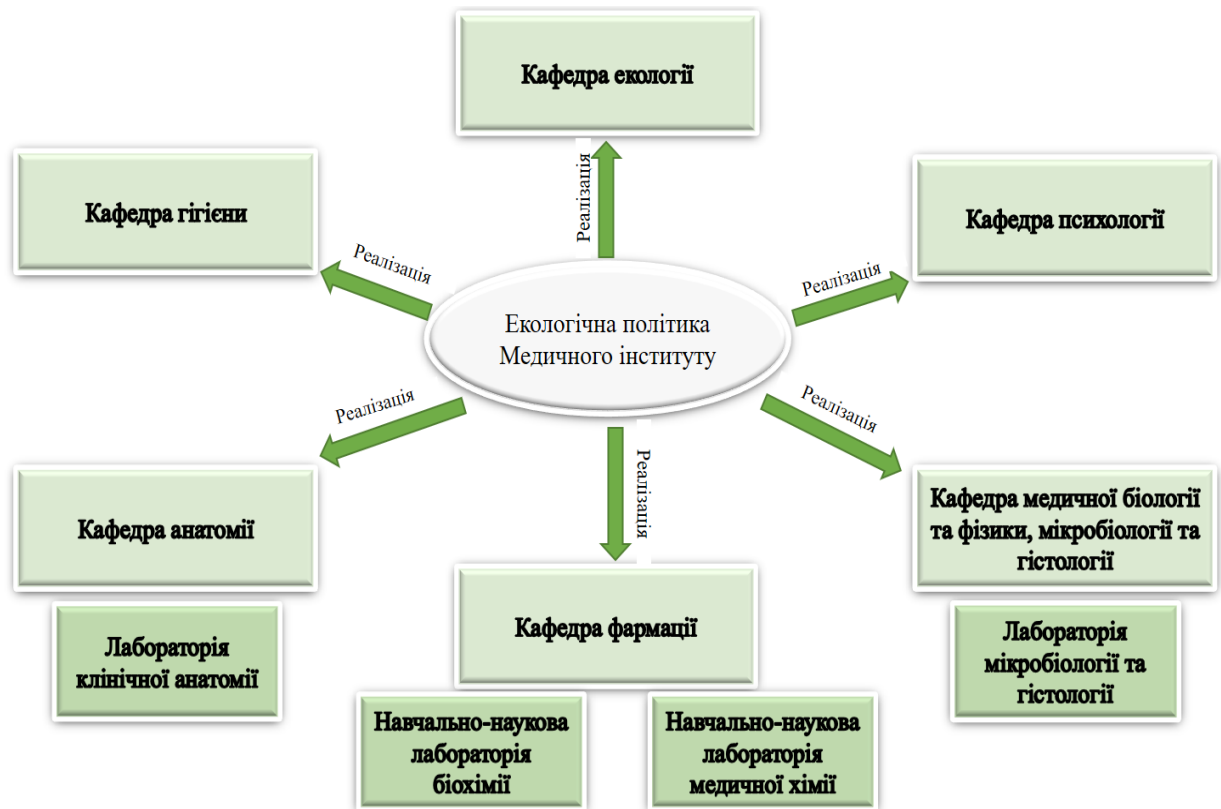 Кафедра екології
Реалізація
Кафедра гігієни
Реалізація
Кафедра психології
Реалізація
Екологічна політика
Медичного інституту
Реалізація
Кафедра анатомії
Лабораторія
клінічної анатомії
Реалізація
Кафедра фармації
Навчально-наукова
лабораторія
біохімії
Навчально-наукова
лабораторія
медичної хімії
Реалізація
Кафедра медичної біології
та фізики, мікробіології та
гістології
Лабораторія
мікробіології та
гістології